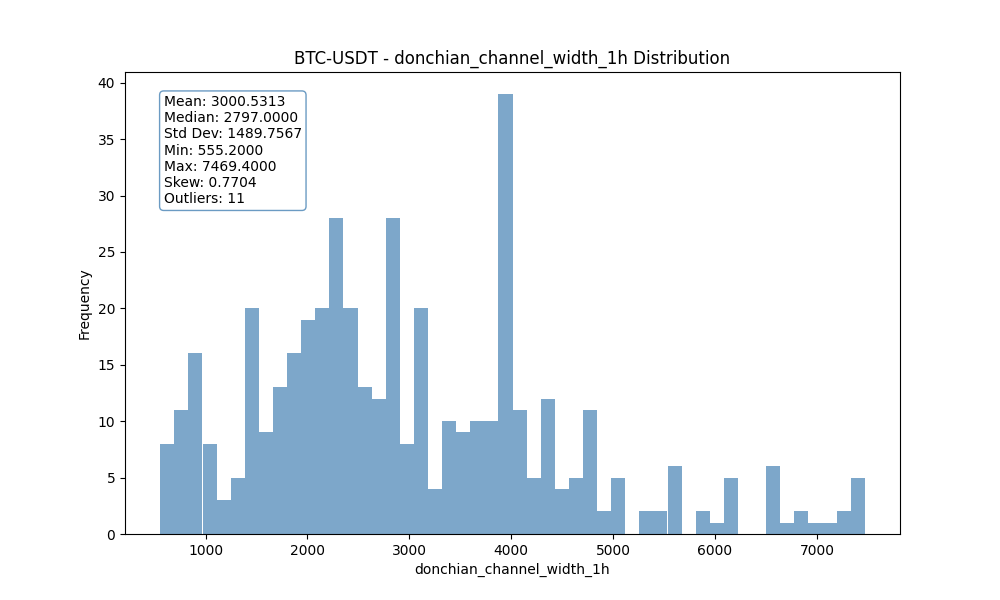 BTC-USDT - donchian_channel_width_1h Distribution
Mean: 3000.5313
Median: 2797.0000
Std Dev: 1489.7567
Min: 555.2000
Max: 7469.4000
Skew: 0.7704
Outliers: 11
Frequency
40
35
30
25
20
15
10
5
0
1000 2000 3000 4000 5000 6000 7000
donchian_channel_width_1h